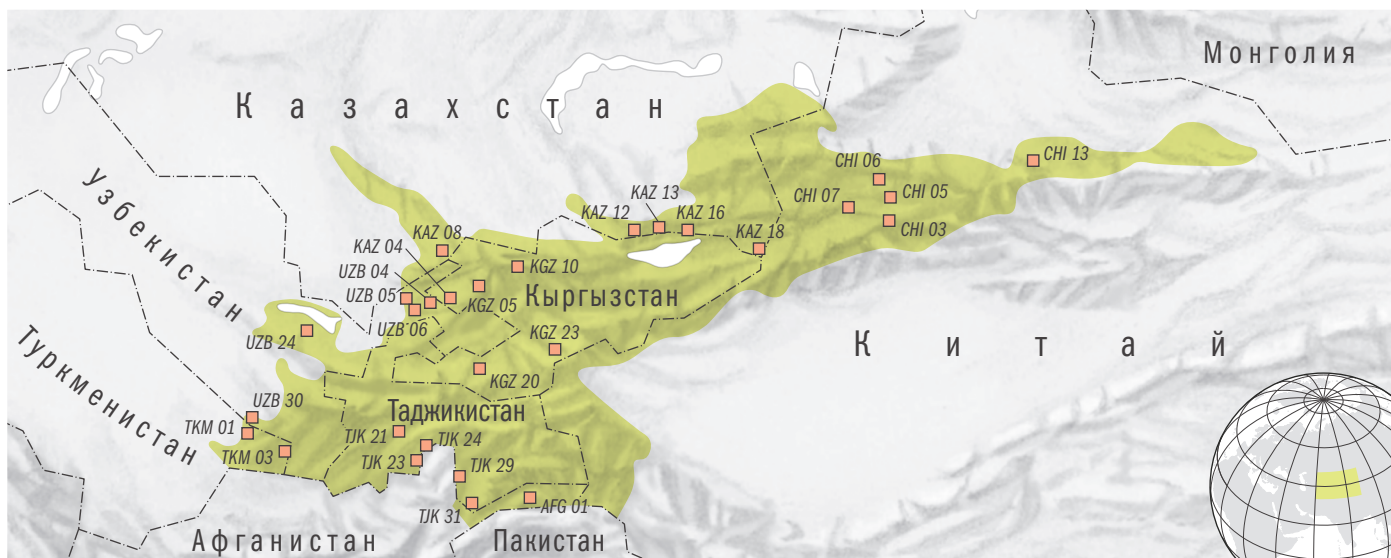 Монголия
Казахстан
CHI 06
CHI 13
CHI 05
CHI 07
CHI 03
KAZ 13
KAZ 12
KAZ 16
KAZ 18
Узбекистан
KAZ 08
KAZ 04
UZB 04
UZB 05
UZB 06
KGZ 10
KGZ 05
Кыргызстан
UZB 24
KGZ 23
KGZ 20
Китай
Туркменистан
UZB 30
TKM 01
TKM 03
Таджикистан
TJK 21
TJK 24
TJK 23
TJK 29
TJK 31
AFG 01
Афганистан
Пакистан